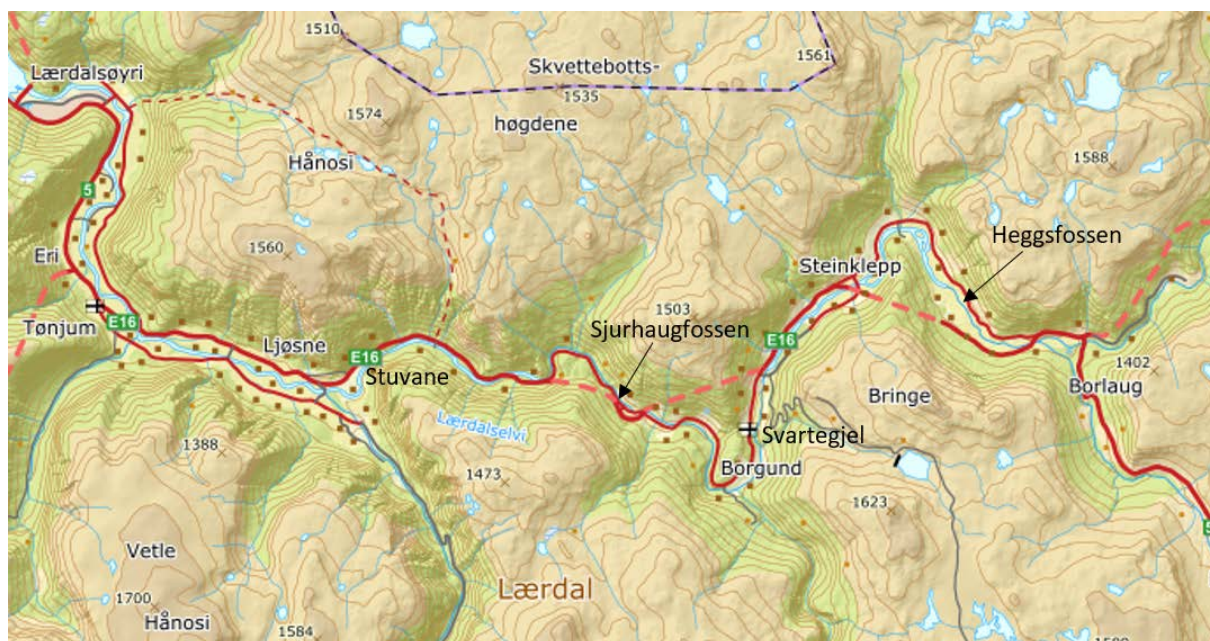 1510
1561
Lærdalsøyri
Skvettebotts-
1535
1574
høgdene
Hånosi
1588
5
Heggsfossen
1560
Eri
Steinklepp
1503
Tønjum
E16
Sjurhaugfossen
Ljøsne
E16
E16
Stuvane
1402
Bringe
Borlaug
Lærdalselvi
1388
Svartegjel
1473
Borgund
1623
Vetle
Lærdal
1700
Hånosi
1584